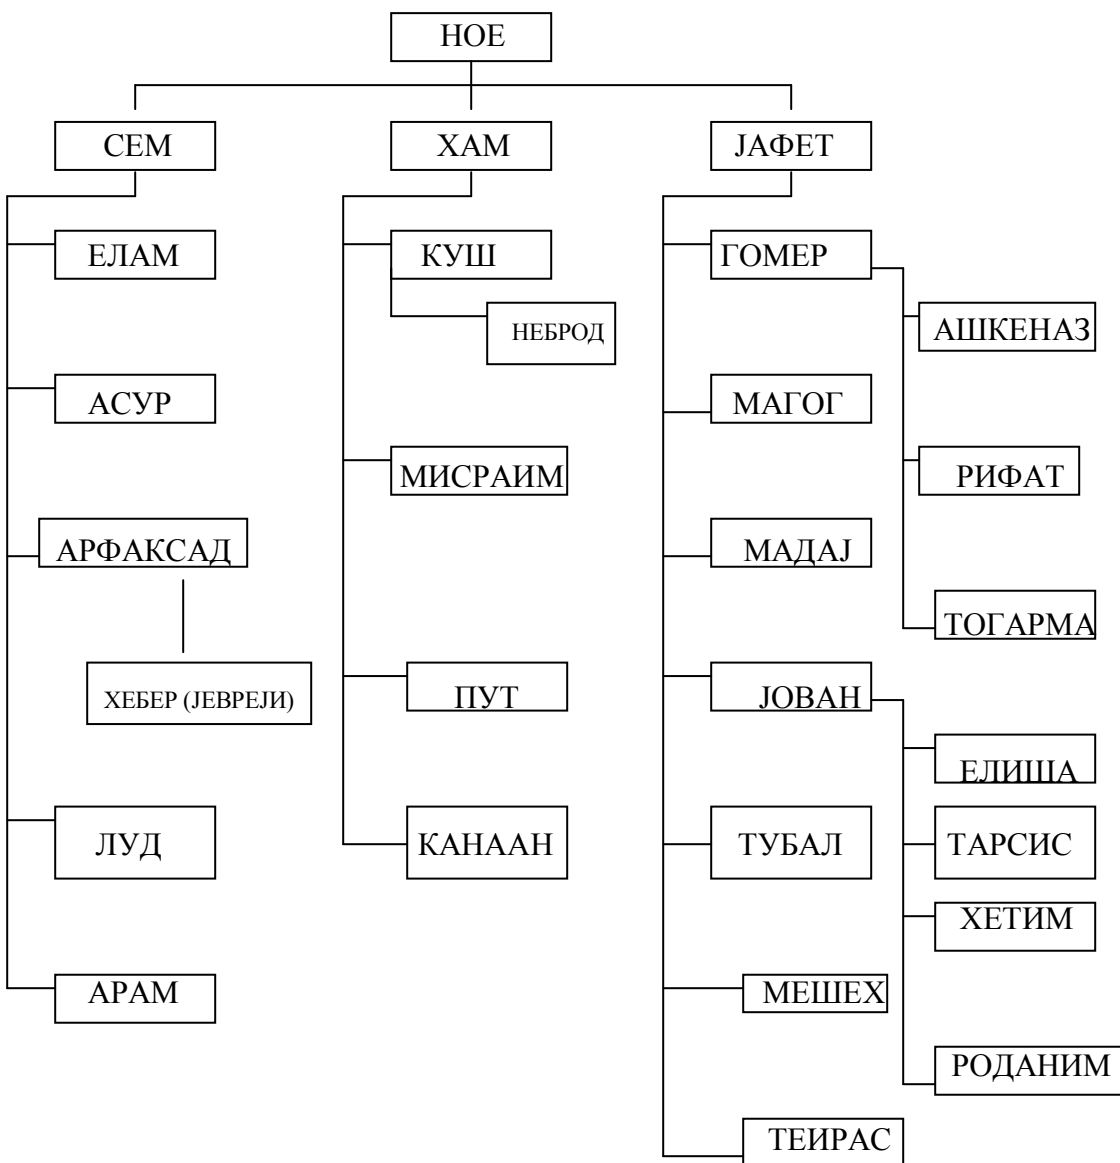 НОЕ
СЕМ
ХАМ
ЈАФЕТ
ЕЛАМ
АСУР
АРФАКСАД
ХЕБЕР (ЈЕВРЕЈИ)
ЛУД
АРАМ
КУШ
НЕБРОД
МИСРАИМ
ПУТ
КАНААН
ГОМЕР
АШКЕНАЗ
РИФАТ
ТОГАРМА
МАГОГ
МАДАЈ
ЈОВАН
ЕЛИША
ТАРСИС
ХЕТИМ
РОДАНИМ
ТУБАЛ
МЕШЕХ
ТЕИРАС